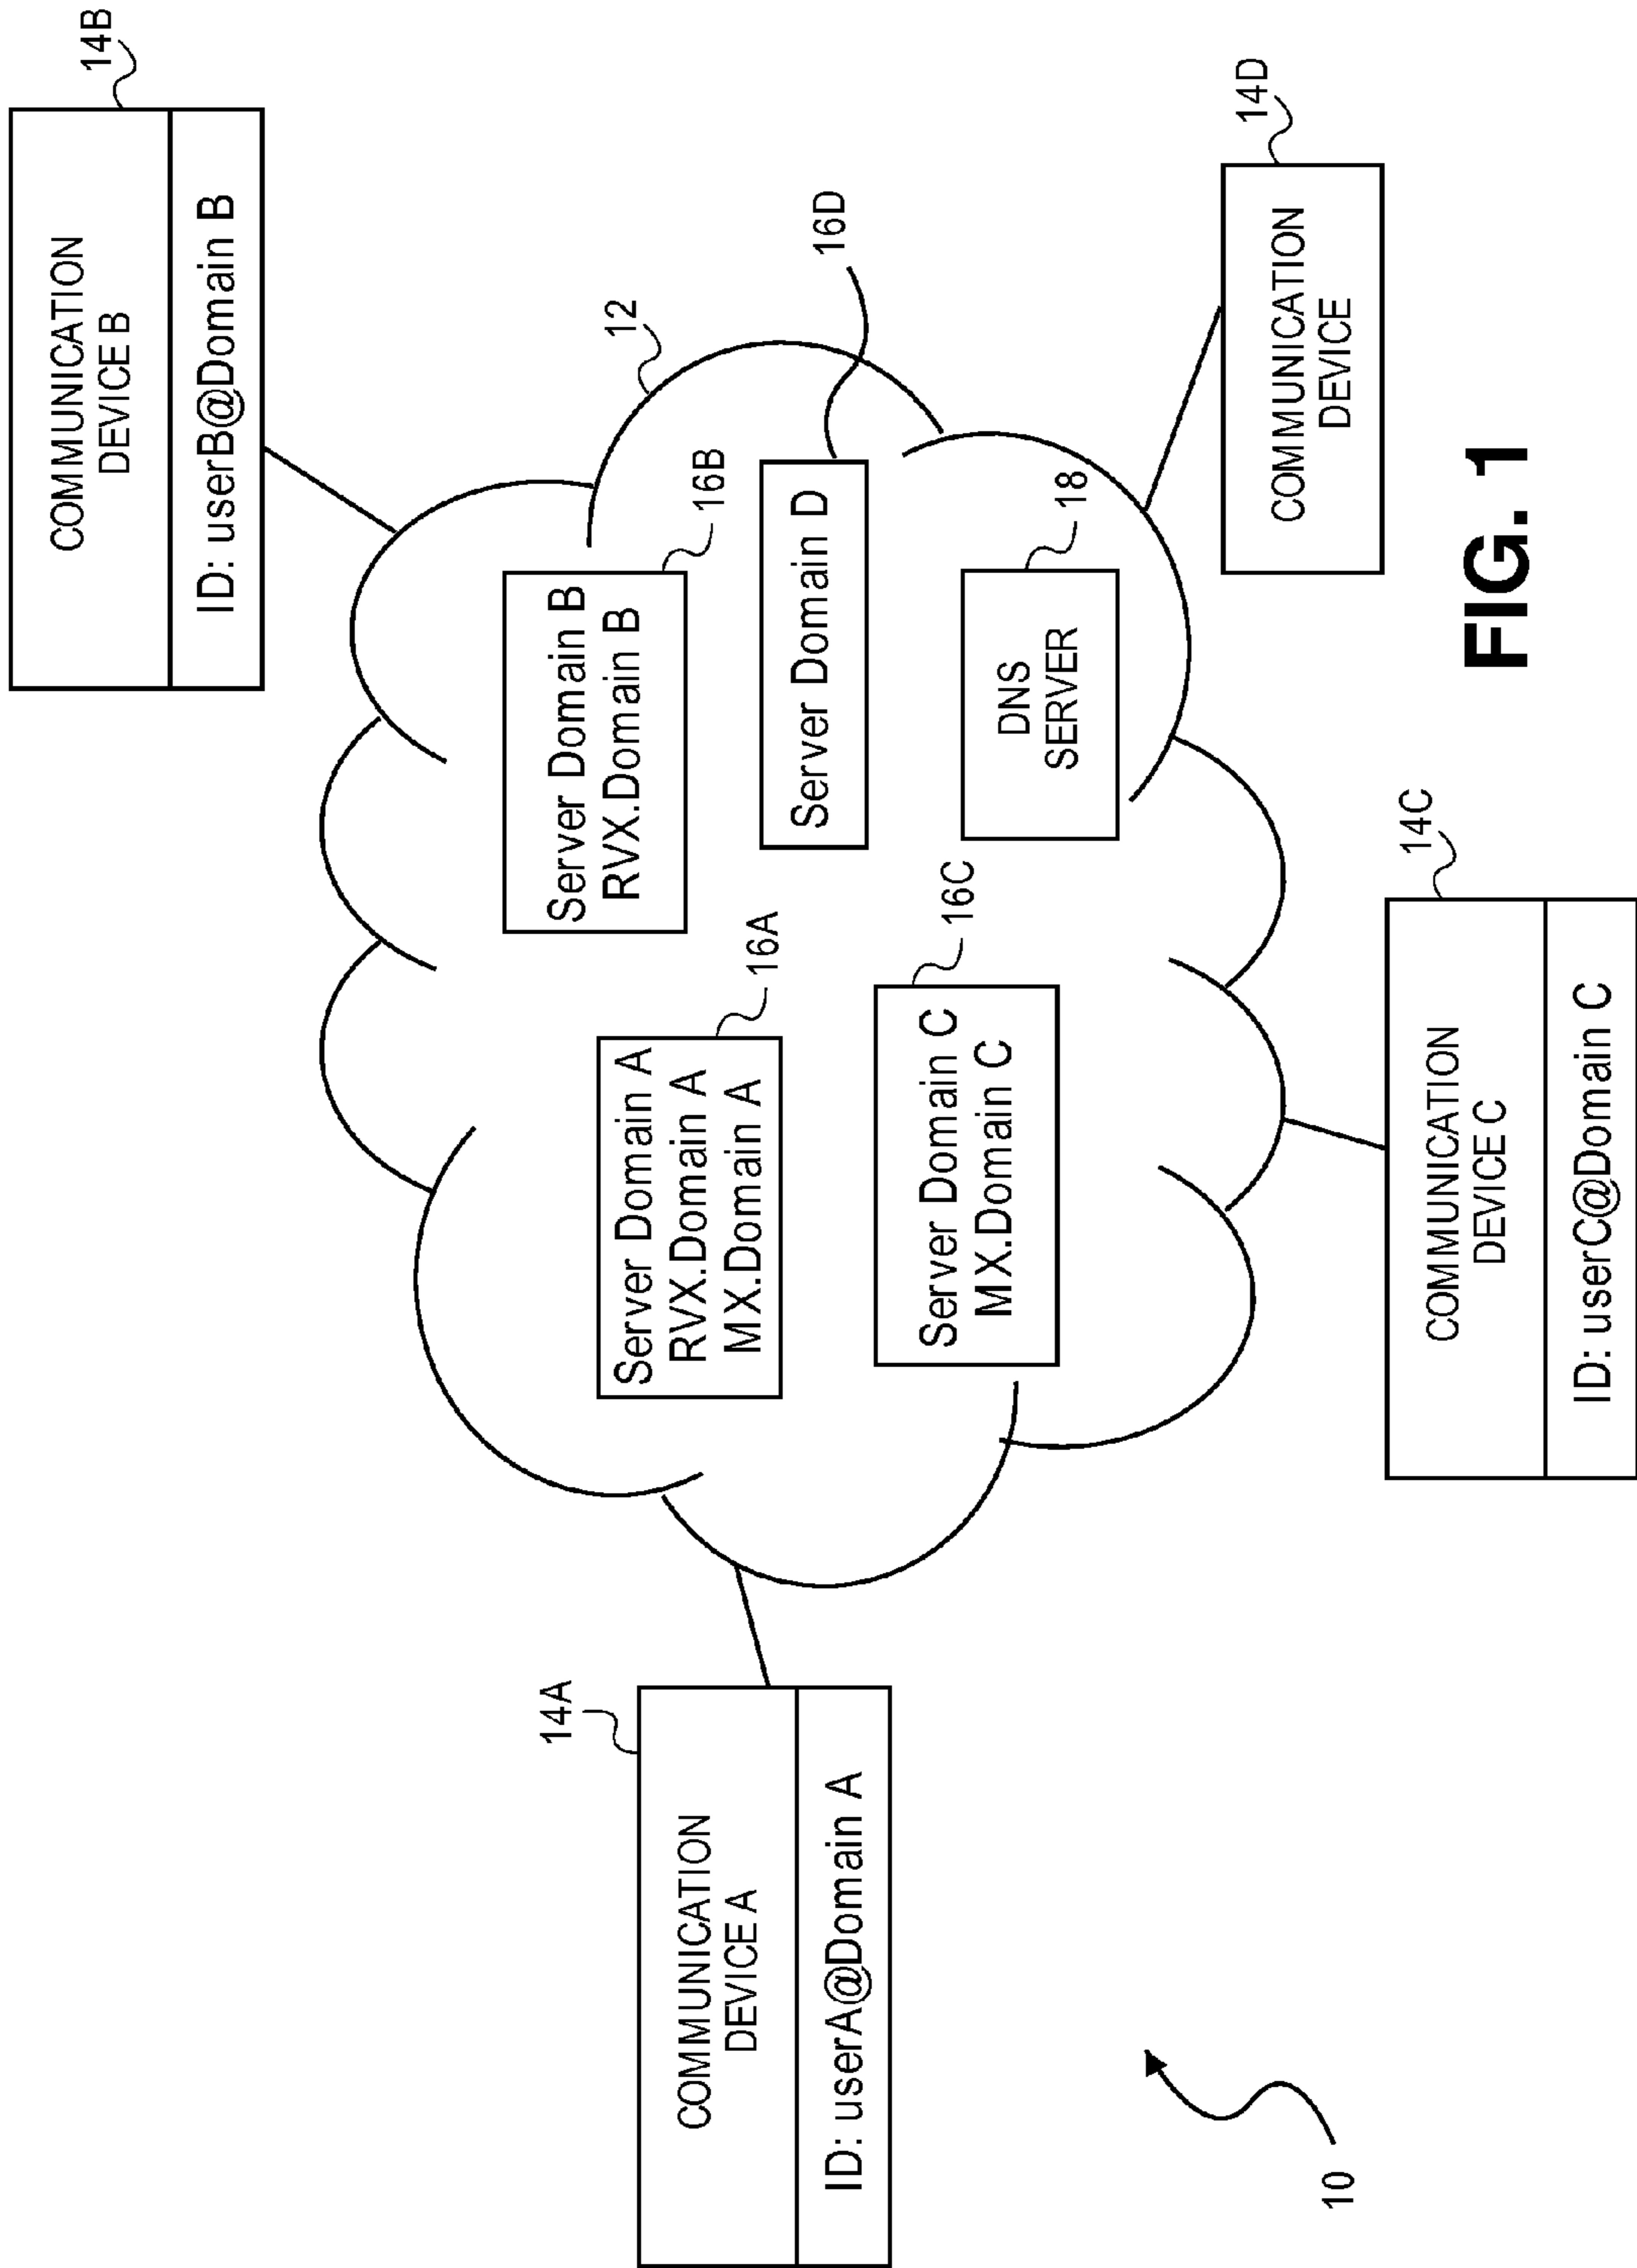 14B
COMMUNICATION
DEVICE B
ID: userB@Domain B
12
16D
14D
COMMUNICATION
DEVICE
Server Domain B
RVX.Domain B
16B
Server Domain D
DNS
SERVER
18
Server Domain A
RVX.Domain A
MX.Domain A
16A
Server Domain C
MX.Domain C
16C
14C
COMMUNICATION
DEVICE C
ID: userC@Domain C
14A
COMMUNICATION
DEVICE A
ID: userA@Domain A
10
FIG. 1